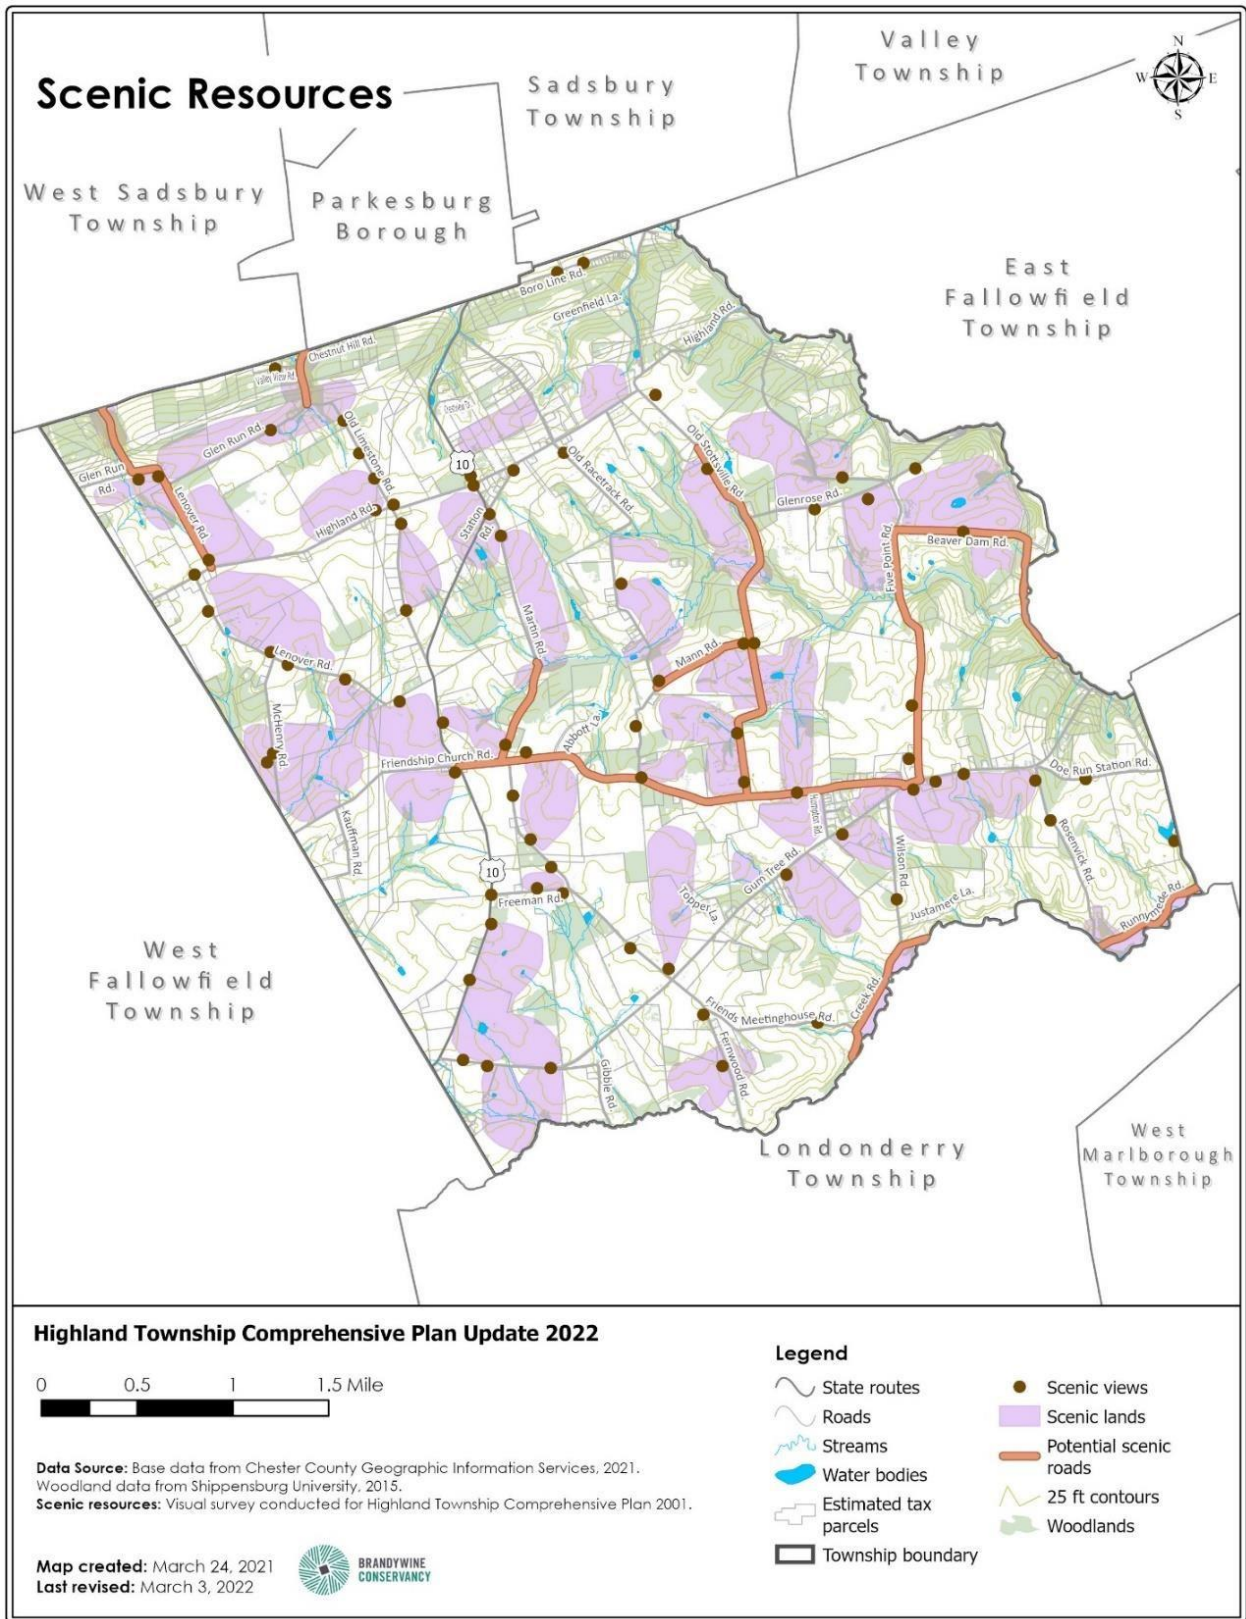 Scenic Resources
Valley
Township
Sadsbury
Township
N
W
E
S
West Sadsbury
Township
Parkesburg
Borough
East
Fallowfield
Township
Boro Line Rd.
Greenfield La.
Highland Rd.
Chestnut Hill Rd.
Valley View Rd.
Glen Run Rd.
Old Limestone Rd.
10
Old Racetrack Rd.
Old Stottsville Rd.
Glen Run
Rd.
Lenover Rd.
Highland Rd.
Station
Rd.
Glenrose Rd.
Five Point Rd.
Beaver Dam Rd.
Martin Rd.
Mann Rd.
Lenover Rd.
McHenry Rd.
Abbott La.
Friendship Church Rd.
Doe Run Station Rd.
Kauffman Rd.
Gum Tree Rd.
Wilson Rd.
Rosenvick Rd.
10
Freeman Rd.
Topper La.
Justamere La.
Runnymede Rd.
West
Fallowfield
Township
Creek Rd.
Friends Meetinghouse Rd.
Fernwood Rd.
Gibble Rd.
Londonderry
Township
West
Marlborough
Township
Highland Township Comprehensive Plan Update 2022
0 0.5 1 1.5 Mile
Data Source: Base data from Chester County Geographic Information Services, 2021.
Woodland data from Shippensburg University, 2015.
Scenic resources: Visual survey conducted for Highland Township Comprehensive Plan 2001.
Map created: March 24, 2021
Last revised: March 3, 2022
BRANDYWINE
CONSERVANCY
Legend
State routes
Roads
Streams
Water bodies
Estimated tax
parcels
Township boundary
Scenic views
Scenic lands
Potential scenic
roads
25 ft contours
Woodlands